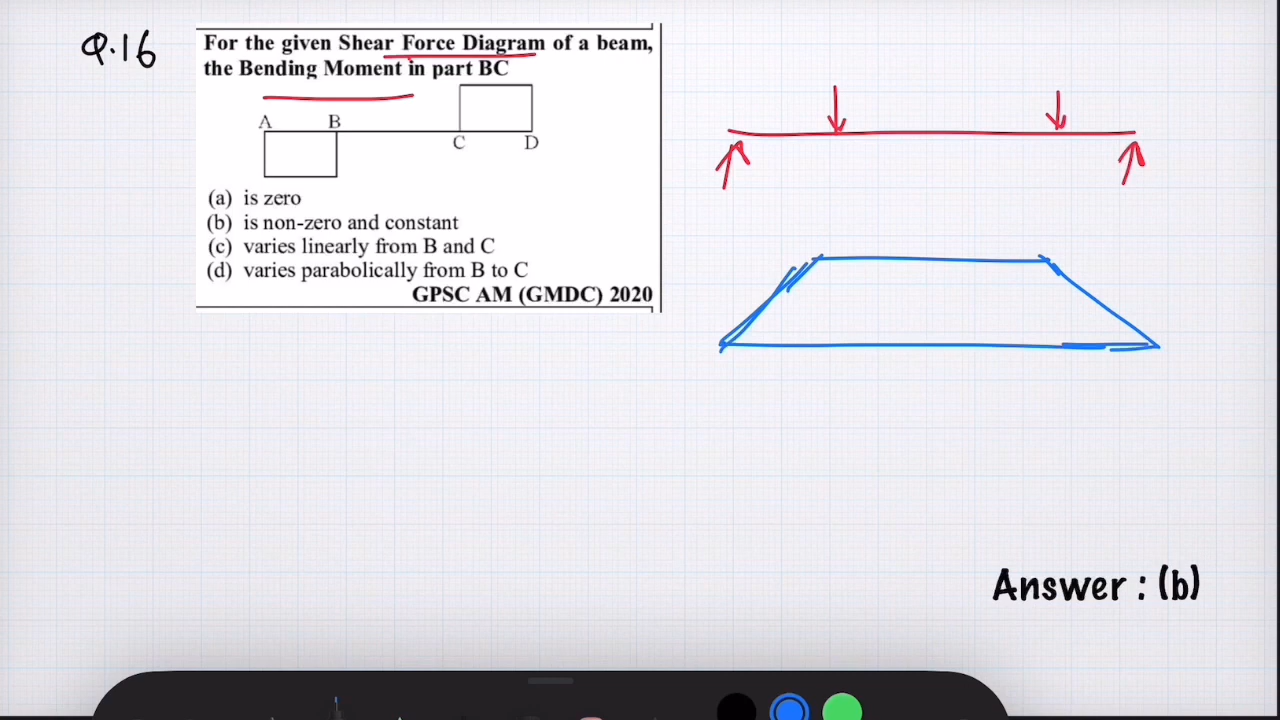 Q.16
For the given Shear Force Diagram of a beam,
the Bending Moment in part BC
A B
C D
(a) is zero
(b) is non-zero and constant
(c) varies linearly from B and C
(d) varies parabolically from B to C
GPSC AM (GMDC) 2020
Answer : (b)